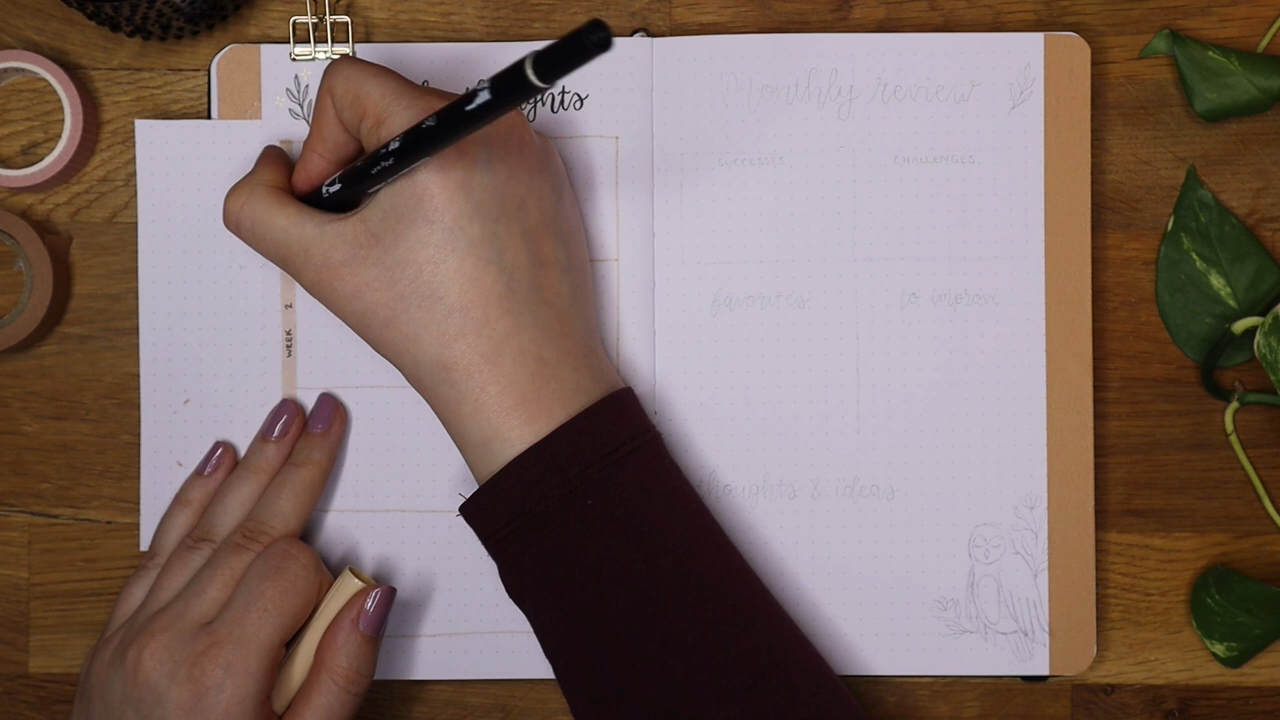 ghts
WEEK 2
Monthly review
SUCCESSES
CHALLENGES
favorites
to improve
thoughts & ideas